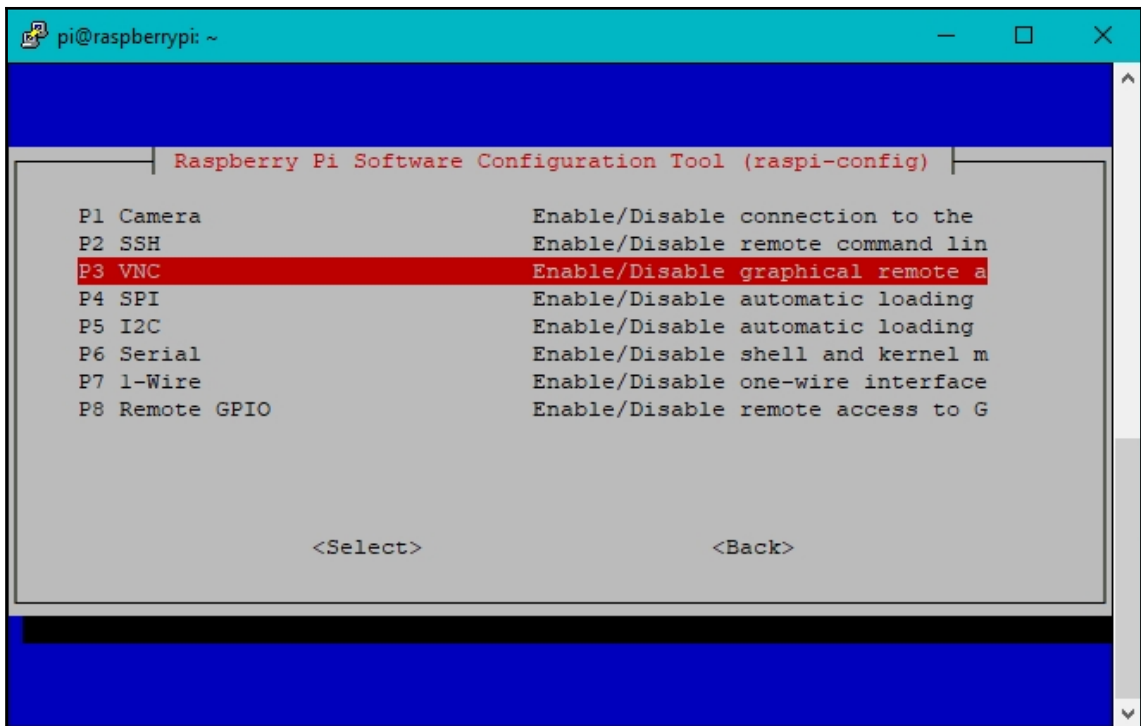 pi@raspberrypi: ~
Raspberry Pi Software Configuration Tool (raspi-config)
P1 Camera Enable/Disable connection to the
P2 SSH Enable/Disable remote command lin
P3 VNC Enable/Disable graphical remote a
P4 SPI Enable/Disable automatic loading
P5 I2C Enable/Disable automatic loading
P6 Serial Enable/Disable shell and kernel m
P7 1-Wire Enable/Disable one-wire interface
P8 Remote GPIO Enable/Disable remote access to G
<Select> <Back>